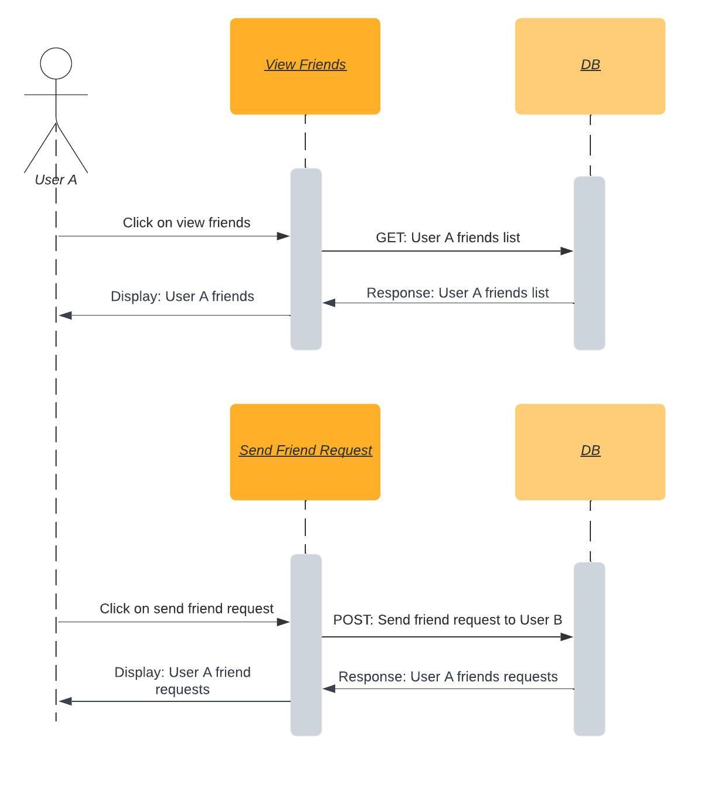 View Friends
DB
User A
Click on view friends
GET: User A friends list
Display: User A friends
Response: User A friends list
Send Friend Request
DB
Click on send friend request
POST: Send friend request to User B
Display: User A friend
requests
Response: User A friends requests